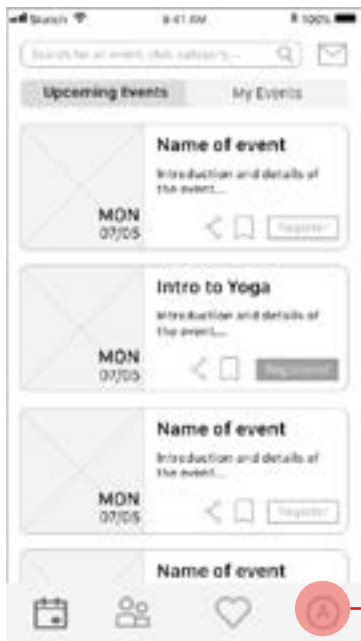 Sketch 9:41 AM 100%
Search for an event, club, category...
Upcoming Events My Events
Name of event
Introduction and details of
the event...
MON
07/05
Register
Intro to Yoga
Introduction and details of
the event...
MON
07/05
Registered
Name of event
Introduction and details of
the event...
MON
07/05
Register
Name of event
A